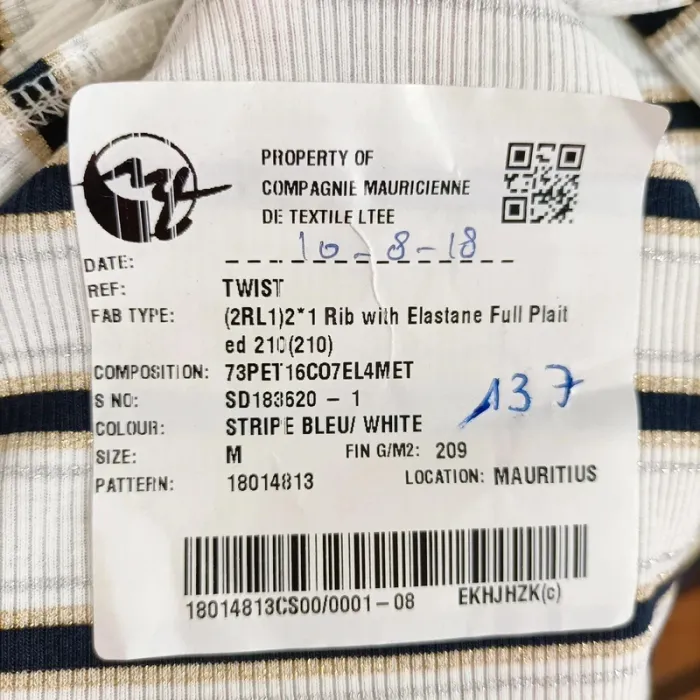 PROPERTY OF
COMPAGNIE MAURICIENNE
DE TEXTILE LTEE
DATE: 10-8-18
REF: TWIST
FAB TYPE: (2RL1)2*1 Rib with Elastane Full Plait
ed 210(210)
COMPOSITION: 73PET16CO7EL4MET
S NO: SD183620 - 1
137
COLOUR: STRIPE BLEU/ WHITE
SIZE: M FIN G/M2: 209
PATTERN: 18014813 LOCATION: MAURITIUS
18014813CS00/0001-08 EKHJHZK(c)